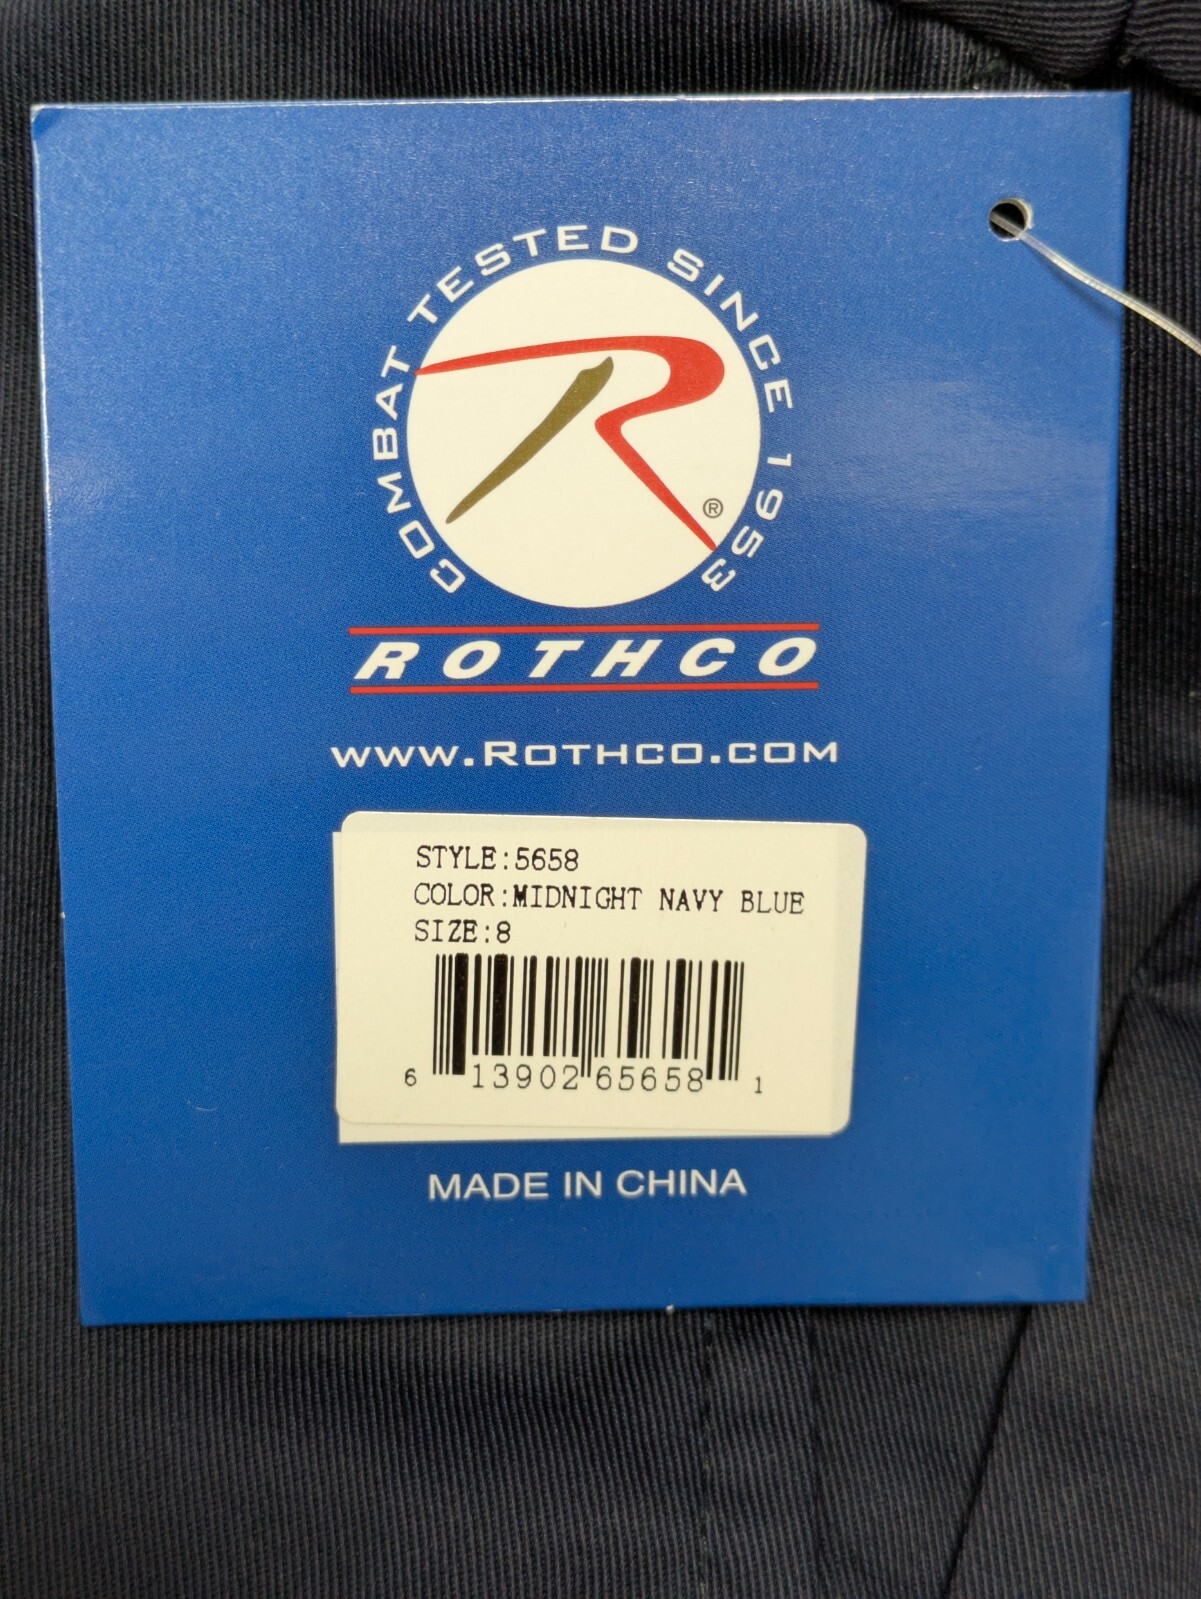 COMBAT TESTED SINCE 1953
R
®
ROTHCO
WWW.ROTHCO.COM
STYLE:5658
COLOR:MIDNIGHT NAVY BLUE
SIZE:8
6 13902 65658 1
MADE IN CHINA